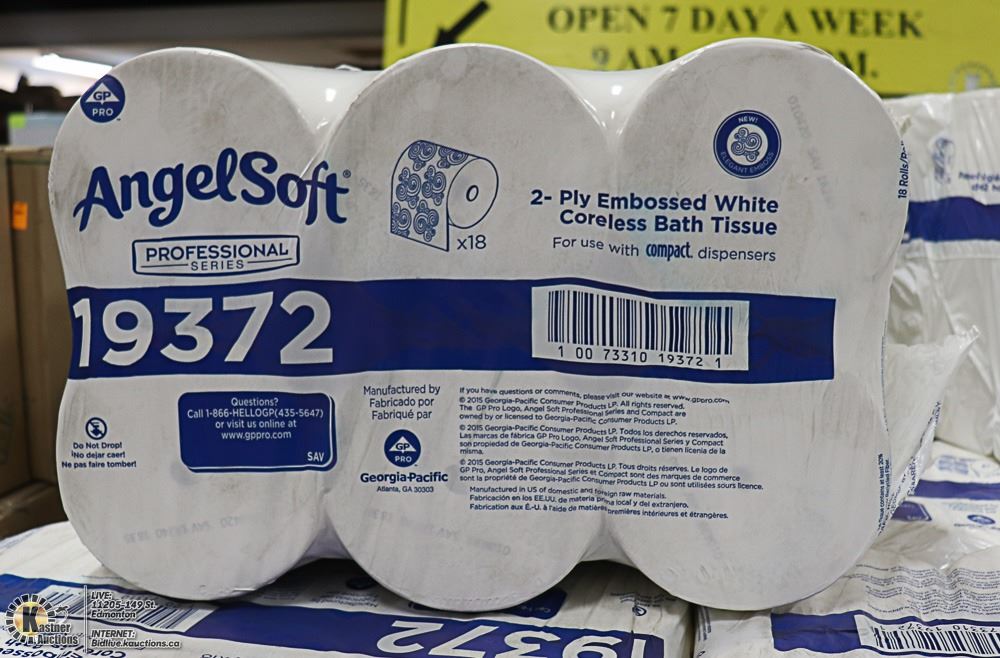 OPEN 7 DAY A WEEK
9 AM
M.
GP
PRO
AngelSoft®
PROFESSIONAL
SERIES
x18
NEW!
ELEGANT EMBOSS
2- Ply Embossed White
Coreless Bath Tissue
For use with compact. dispensers
18 Rolls/
19372
1 00 73310 19372 1
Questions?
Call 1-866-HELLOGP(435-5647)
or visit us online at
www.gppro.com
SAV
Do Not Drop!
¡No dejar caer!
Ne pas faire tomber!
Manufactured by
Fabricado por
Fabriqué par
GP
PRO
Georgia-Pacific
Atlanta, GA 30303
If you have questions or comments, please visit our website at www.gppro.com
© 2015 Georgia-Pacific Consumer Products LP. All rights reserved.
The GP Pro Logo, Angel Soft Professional Series and Compact are
owned by or licensed to Georgia-Pacific Consumer Products LP.
© 2015 Georgia-Pacific Consumer Products LP. Todos los derechos reservados.
Las marcas de fábrica GP Pro Logo, Angel Soft Professional Series y Compact
son propiedad de Georgia-Pacific Consumer Products LP, o tienen licenia de la
misma.
© 2015 Georgia-Pacific Consumer Products LP. Tous droits réserves. Le logo de
GP Pro, Angel Soft Professional Series et Compact sont des marques de commerce
sont la propriété de Georgia-Pacific Consumer Products LP ou sont utilisées sours licence.
Manufactured in US of domestic and foreign raw materials.
Fabricación en los EE.UU. de materia prima local y del extranjero.
Fabrication aux É.-U. à l'aide de matières premières intérieures et étrangères.
19372
73310 19372
Kastner
Auctions
LIVE:
11205-149 St.
Edmonton
INTERNET:
Bidlive.kauctions.ca